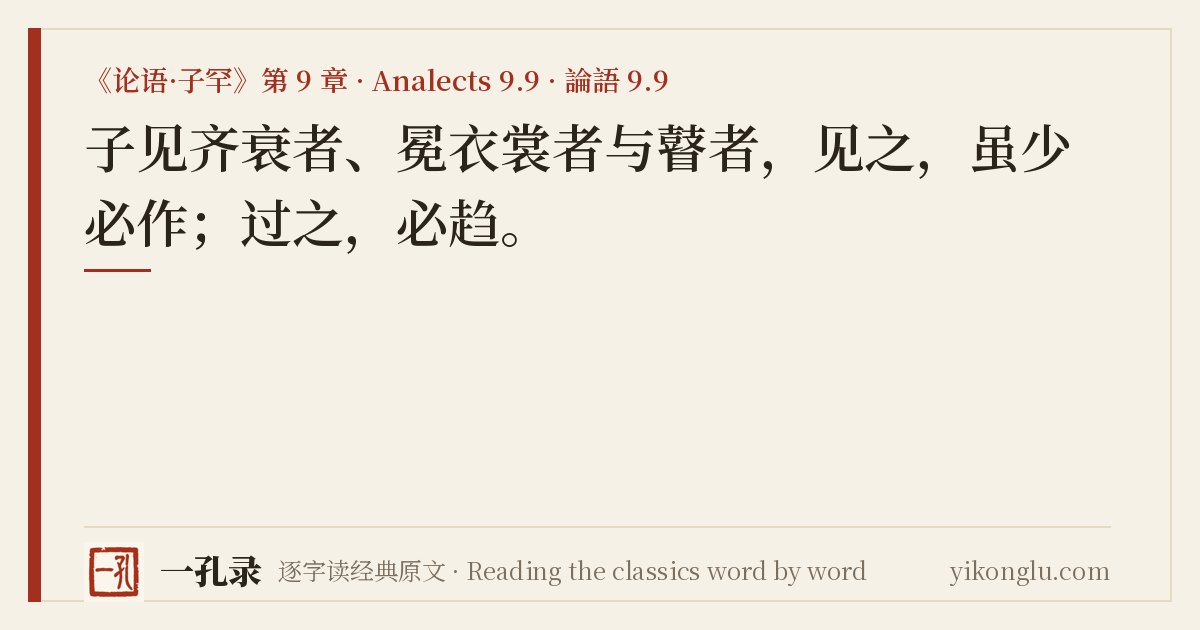 《论语·子罕》第 9 章 · Analects 9.9 · 論語 9.9
子见齐衰者、冕衣裳者与瞽者，见之，虽少
必作；过之，必趋。
一孔
一孔录 逐字读经典原文 · Reading the classics word by word yikonglu.com